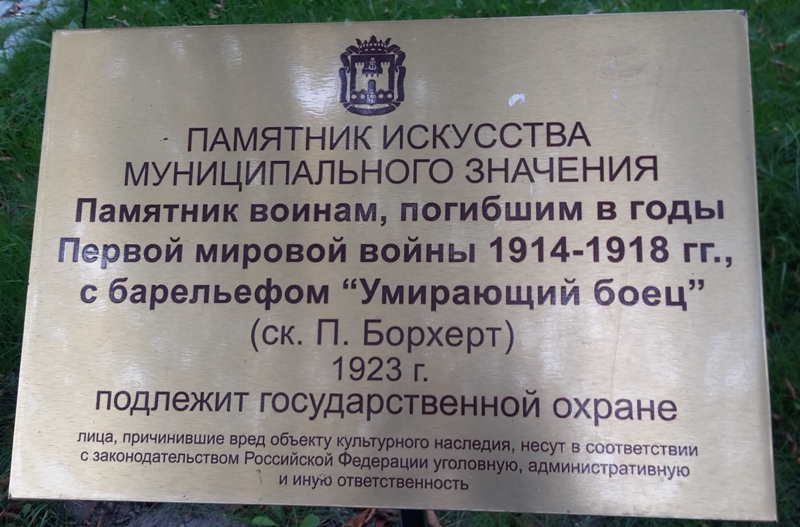 ПАМЯТНИК ИСКУССТВА
МУНИЦИПАЛЬНОГО ЗНАЧЕНИЯ
Памятник воинам, погибшим в годы
Первой мировой войны 1914-1918 гг.,
с барельефом “Умирающий боец”
(ск. П. Борхерт)
1923 г.
подлежит государственной охране
лица, причинившие вред объекту культурного наследия, несут в соответствии
с законодательством Российской Федерации уголовную, административную
и иную ответственность